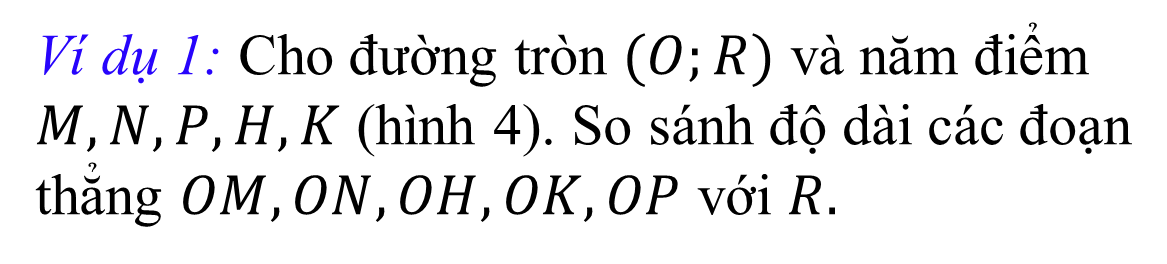 Ví dụ 1: Cho đường tròn (O; R) và năm điểm
M, N, P, H, K (hình 4). So sánh độ dài các đoạn
thẳng OM, ON, OH, OK, OP với R.